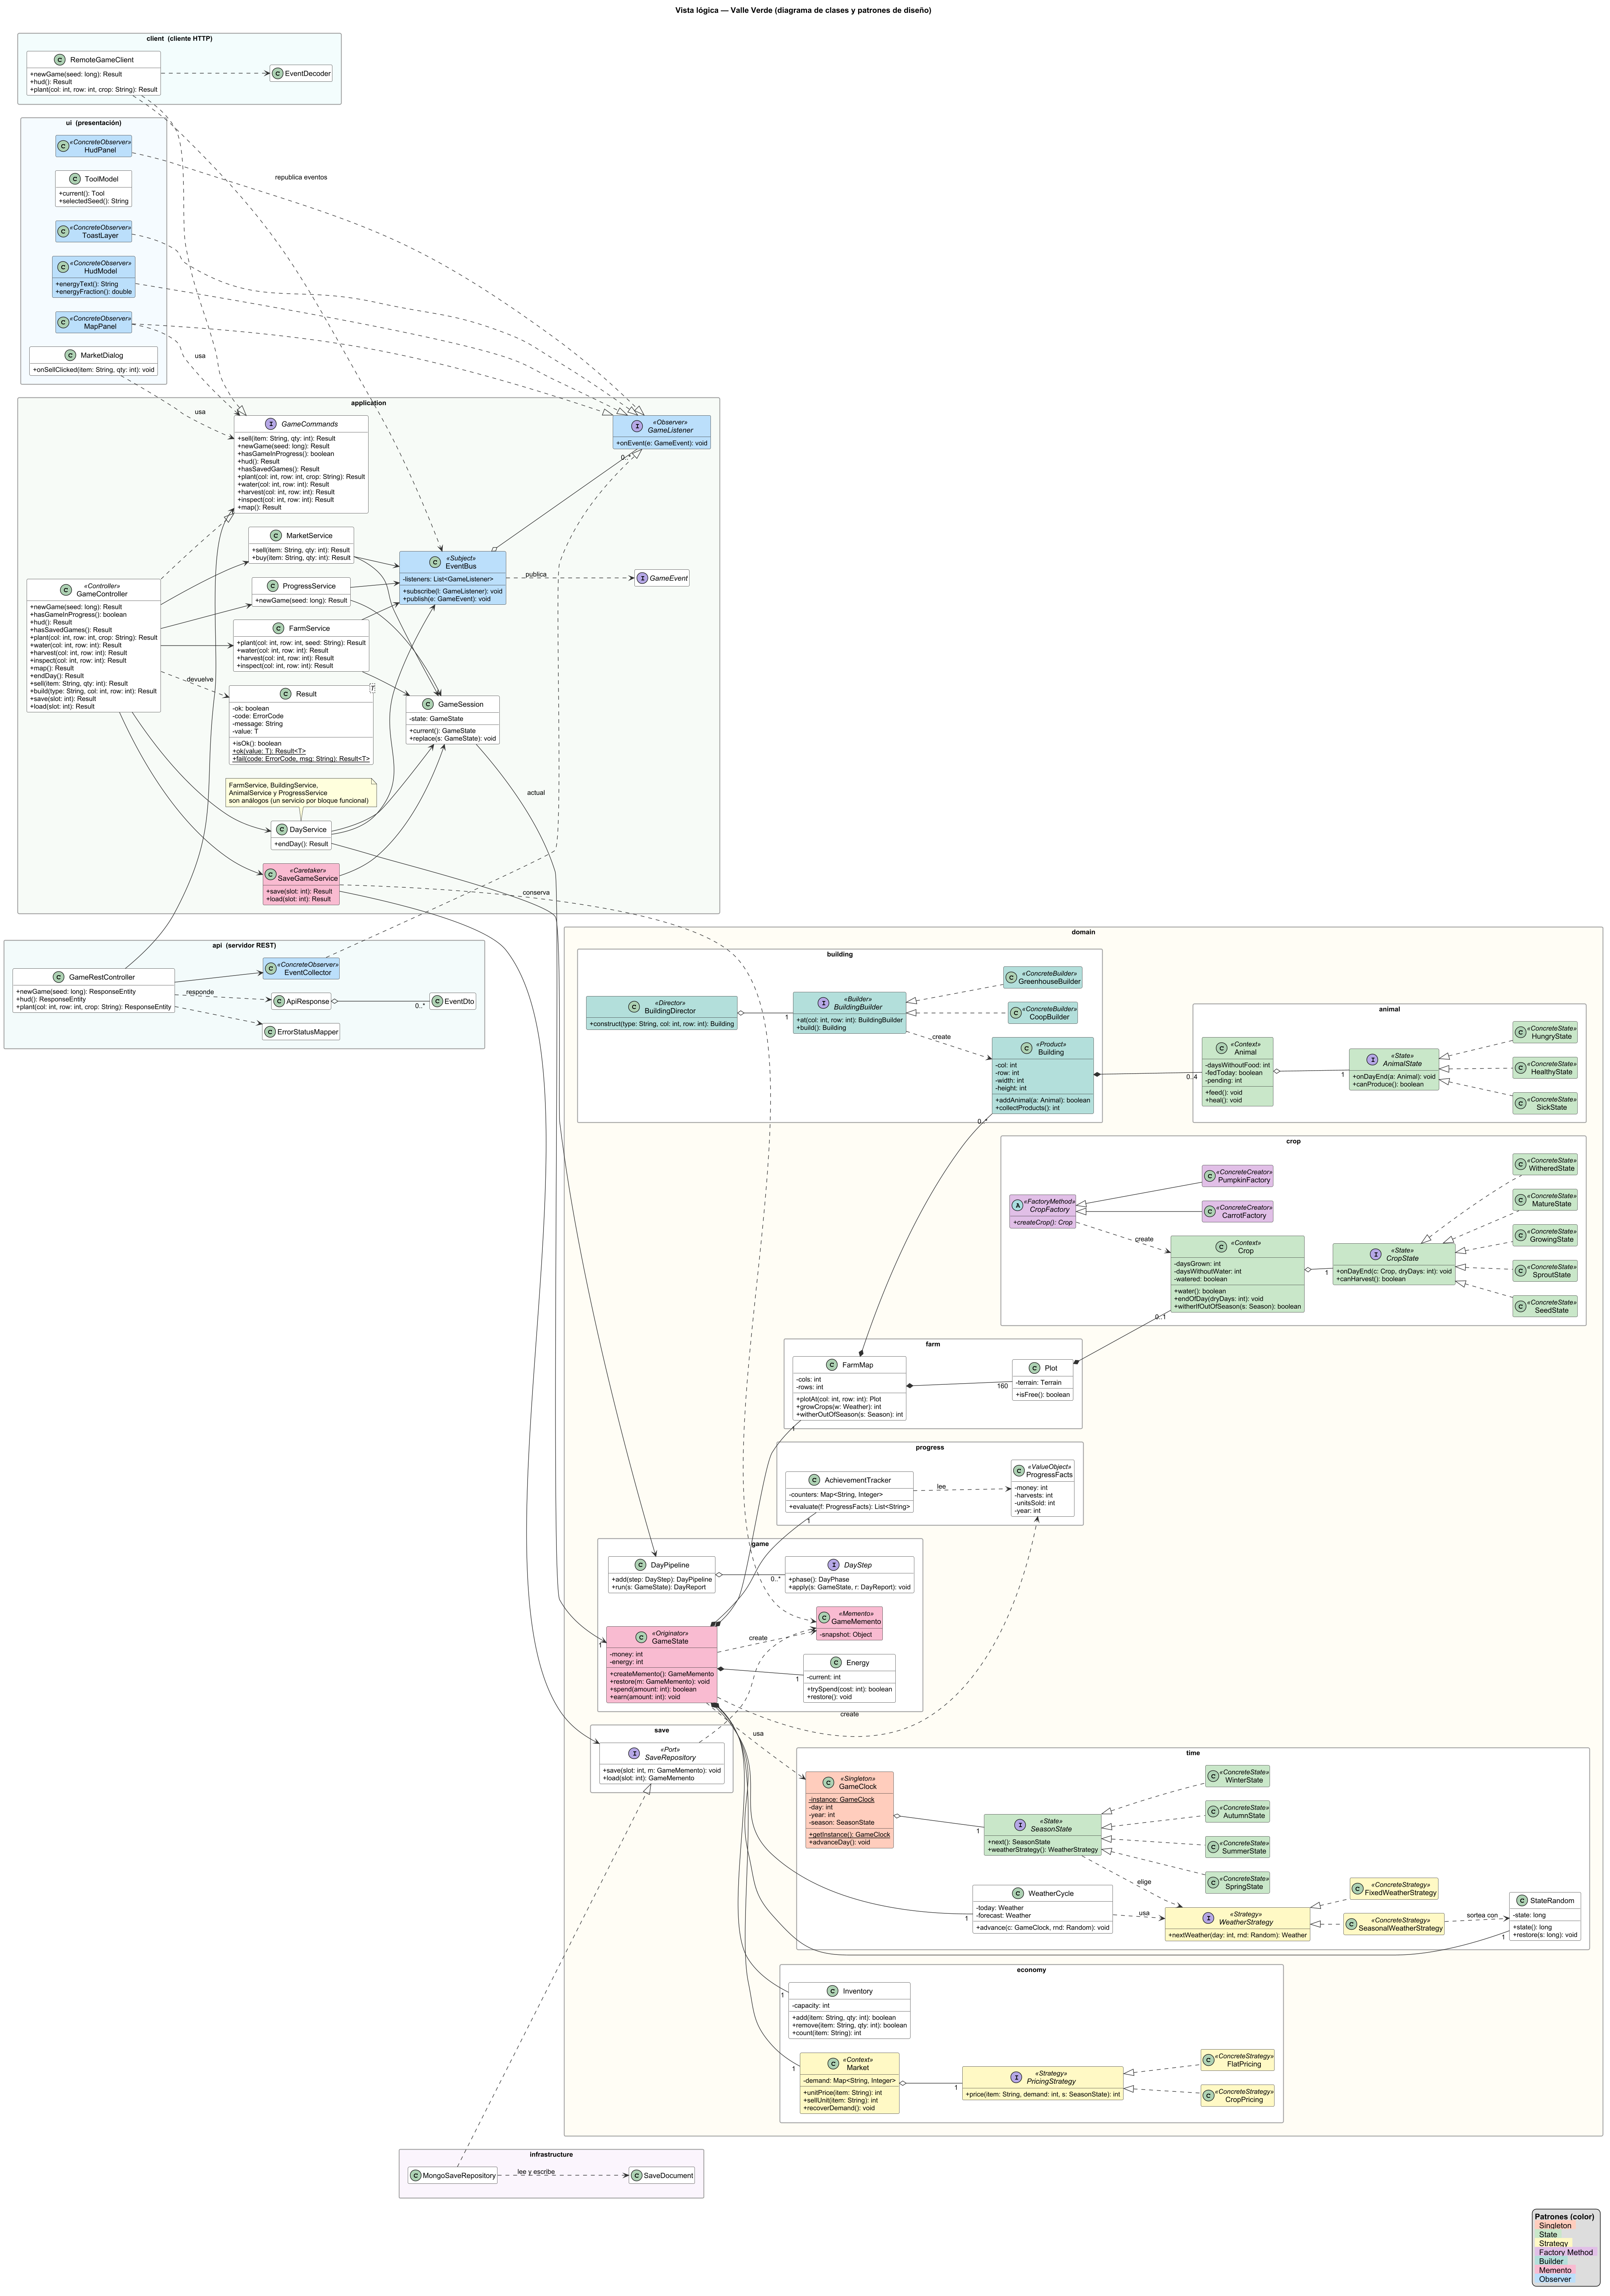 Vista lógica — Valle Verde (diagrama de clases y patrones de diseño)
client  (cliente HTTP)
C RemoteGameClient
+newGame(seed: long): Result
+hud(): Result
+plant(col: int, row: int, crop: String): Result
C EventDecoder
ui  (presentación)
C «ConcreteObserver»
HudPanel
C ToolModel
+current(): Tool
+selectedSeed(): String
C «ConcreteObserver»
ToastLayer
C «ConcreteObserver»
HudModel
+energyText(): String
+energyFraction(): double
C «ConcreteObserver»
MapPanel
C MarketDialog
+onSellClicked(item: String, qty: int): void
republica eventos
usa
usa
application
I GameCommands
+sell(item: String, qty: int): Result
+newGame(seed: long): Result
+hasGameInProgress(): boolean
+hud(): Result
+hasSavedGames(): Result
+plant(col: int, row: int, crop: String): Result
+water(col: int, row: int): Result
+harvest(col: int, row: int): Result
+inspect(col: int, row: int): Result
+map(): Result
I «Observer»
GameListener
+onEvent(e: GameEvent): void
0..*
C MarketService
+sell(item: String, qty: int): Result
+buy(item: String, qty: int): Result
C «Subject»
EventBus
-listeners: List<GameListener>
+subscribe(l: GameListener): void
+publish(e: GameEvent): void
publica
I GameEvent
C «Controller»
GameController
+newGame(seed: long): Result
+hasGameInProgress(): boolean
+hud(): Result
+hasSavedGames(): Result
+plant(col: int, row: int, crop: String): Result
+water(col: int, row: int): Result
+harvest(col: int, row: int): Result
+inspect(col: int, row: int): Result
+map(): Result
+endDay(): Result
+sell(item: String, qty: int): Result
+build(type: String, col: int, row: int): Result
+save(slot: int): Result
+load(slot: int): Result
C ProgressService
+newGame(seed: long): Result
C FarmService
+plant(col: int, row: int, seed: String): Result
+water(col: int, row: int): Result
+harvest(col: int, row: int): Result
+inspect(col: int, row: int): Result
devuelve
C Result T
-ok: boolean
-code: ErrorCode
-message: String
-value: T
+isOk(): boolean
+ok(value: T): Result<T>
+fail(code: ErrorCode, msg: String): Result<T>
C GameSession
-state: GameState
+current(): GameState
+replace(s: GameState): void
FarmService, BuildingService,
AnimalService y ProgressService
son análogos (un servicio por bloque funcional)
actual
C DayService
+endDay(): Result
C «Caretaker»
SaveGameService
+save(slot: int): Result
+load(slot: int): Result
conserva
api  (servidor REST)
C GameRestController
+newGame(seed: long): ResponseEntity
+hud(): ResponseEntity
+plant(col: int, row: int, crop: String): ResponseEntity
C «ConcreteObserver»
EventCollector
responde
C ApiResponse
0..*
C EventDto
C ErrorStatusMapper
domain
building
C «Director»
BuildingDirector
+construct(type: String, col: int, row: int): Building
1
I «Builder»
BuildingBuilder
+at(col: int, row: int): BuildingBuilder
+build(): Building
C «ConcreteBuilder»
GreenhouseBuilder
C «ConcreteBuilder»
CoopBuilder
create
C «Product»
Building
-col: int
-row: int
-width: int
-height: int
+addAnimal(a: Animal): boolean
+collectProducts(): int
0..*
animal
0..4
C «Context»
Animal
-daysWithoutFood: int
-fedToday: boolean
-pending: int
+feed(): void
+heal(): void
1
I «State»
AnimalState
+onDayEnd(a: Animal): void
+canProduce(): boolean
C «ConcreteState»
HungryState
C «ConcreteState»
HealthyState
C «ConcreteState»
SickState
crop
A «FactoryMethod»
CropFactory
+createCrop(): Crop
C «ConcreteCreator»
PumpkinFactory
C «ConcreteCreator»
CarrotFactory
create
C «Context»
Crop
-daysGrown: int
-daysWithoutWater: int
-watered: boolean
+water(): boolean
+endOfDay(dryDays: int): void
+witherIfOutOfSeason(s: Season): boolean
0..1
1
I «State»
CropState
+onDayEnd(c: Crop, dryDays: int): void
+canHarvest(): boolean
C «ConcreteState»
WitheredState
C «ConcreteState»
MatureState
C «ConcreteState»
GrowingState
C «ConcreteState»
SproutState
C «ConcreteState»
SeedState
farm
C FarmMap
-cols: int
-rows: int
+plotAt(col: int, row: int): Plot
+growCrops(w: Weather): int
+witherOutOfSeason(s: Season): int
1
160
C Plot
-terrain: Terrain
+isFree(): boolean
progress
C AchievementTracker
-counters: Map<String, Integer>
+evaluate(f: ProgressFacts): List<String>
1
lee
C «ValueObject»
ProgressFacts
-money: int
-harvests: int
-unitsSold: int
-year: int
game
C DayPipeline
+add(step: DayStep): DayPipeline
+run(s: GameState): DayReport
0..*
I DayStep
+phase(): DayPhase
+apply(s: GameState, r: DayReport): void
C «Originator»
GameState
-money: int
-energy: int
+createMemento(): GameMemento
+restore(m: GameMemento): void
+spend(amount: int): boolean
+earn(amount: int): void
1
create
C «Memento»
GameMemento
-snapshot: Object
C Energy
-current: int
+trySpend(cost: int): boolean
+restore(): void
1
create
usa
save
I «Port»
SaveRepository
+save(slot: int, m: GameMemento): void
+load(slot: int): GameMemento
time
C «Singleton»
GameClock
-instance: GameClock
-day: int
-year: int
-season: SeasonState
+getInstance(): GameClock
+advanceDay(): void
1
I «State»
SeasonState
+next(): SeasonState
+weatherStrategy(): WeatherStrategy
C «ConcreteState»
WinterState
C «ConcreteState»
AutumnState
C «ConcreteState»
SummerState
C «ConcreteState»
SpringState
elige
C WeatherCycle
-today: Weather
-forecast: Weather
+advance(c: GameClock, rnd: Random): void
1
usa
I «Strategy»
WeatherStrategy
+nextWeather(day: int, rnd: Random): Weather
C «ConcreteStrategy»
FixedWeatherStrategy
C «ConcreteStrategy»
SeasonalWeatherStrategy
sortea con
C StateRandom
-state: long
+state(): long
+restore(s: long): void
1
economy
C Inventory
-capacity: int
+add(item: String, qty: int): boolean
+remove(item: String, qty: int): boolean
+count(item: String): int
1
C «Context»
Market
-demand: Map<String, Integer>
+unitPrice(item: String): int
+sellUnit(item: String): int
+recoverDemand(): void
1
1
I «Strategy»
PricingStrategy
+price(item: String, demand: int, s: SeasonState): int
C «ConcreteStrategy»
FlatPricing
C «ConcreteStrategy»
CropPricing
infrastructure
C MongoSaveRepository
lee y escribe
C SaveDocument
Patrones (color)
Singleton
State
Strategy
Factory Method
Builder
Memento
Observer